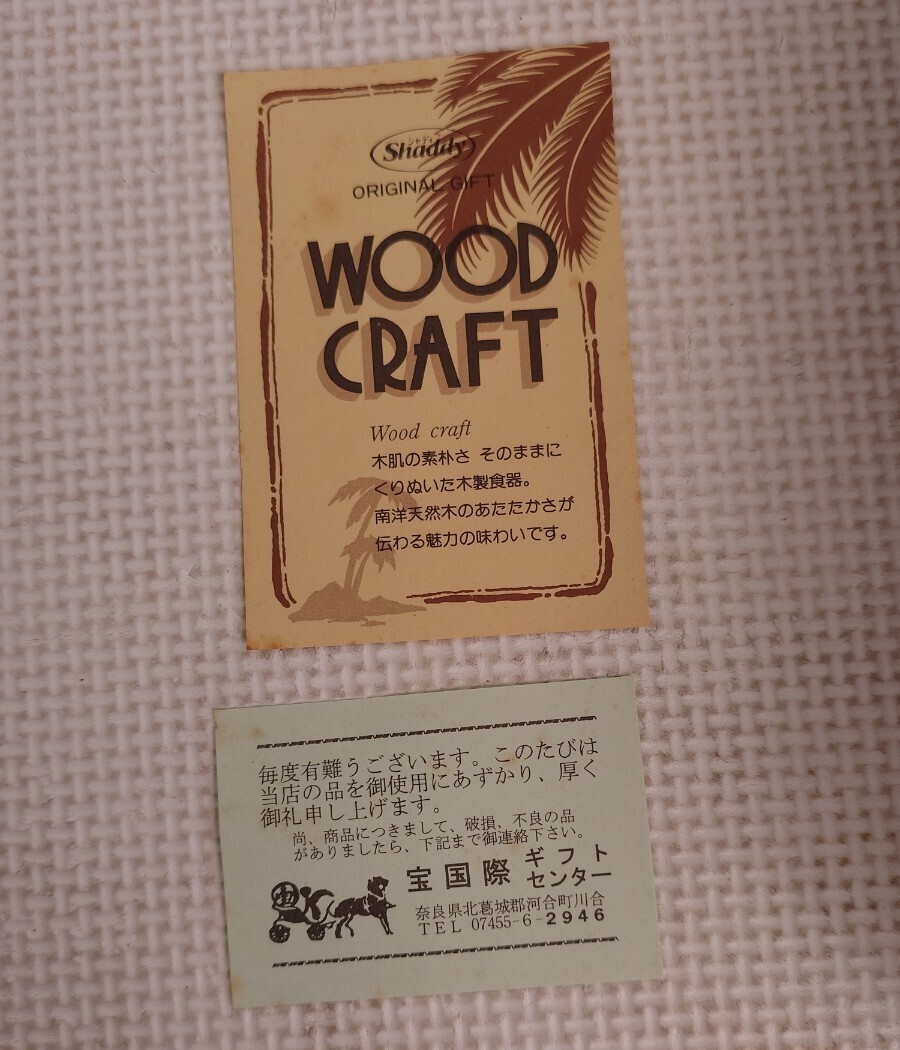 シャディ
Shaddy
ORIGINAL GIFT
WOOD
CRAFT
Wood craft
木肌の素朴さ そのままに
くりぬいた木製食器。
南洋天然木のあたたかさが
伝わる魅力の味わいです。
毎度有難うございます。このたびは
当店の品を御使用にあずかり、厚く
御礼申し上げます。
尚、商品につきまして、破損、不良の品
がありましたら、下記まで御連絡下さい。
宝国際 ギフト
センター
奈良県北葛城郡河合町川合
TEL 07455-6-2946